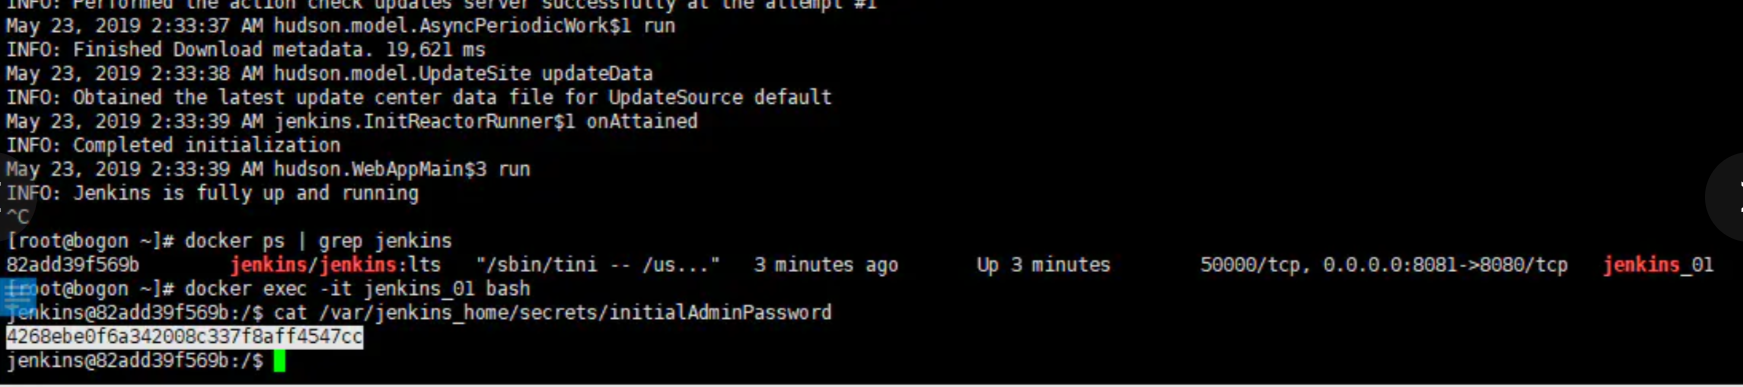 INFO: Performed the action check updates server successfully at the attempt #1
May 23, 2019 2:33:37 AM hudson.model.AsyncPeriodicWork$1 run
INFO: Finished Download metadata. 19,621 ms
May 23, 2019 2:33:38 AM hudson.model.UpdateSite updateData
INFO: Obtained the latest update center data file for UpdateSource default
May 23, 2019 2:33:39 AM jenkins.InitReactorRunner$1 onAttained
INFO: Completed initialization
May 23, 2019 2:33:39 AM hudson.WebAppMain$3 run
INFO: Jenkins is fully up and running
^C
[root@bogon ~]# docker ps | grep jenkins
82add39f569b jenkins/jenkins:lts "/sbin/tini -- /us..." 3 minutes ago Up 3 minutes 50000/tcp, 0.0.0.0:8081->8080/tcp jenkins_01
[root@bogon ~]# docker exec -it jenkins_01 bash
jenkins@82add39f569b:/$ cat /var/jenkins_home/secrets/initialAdminPassword
4268ebe0f6a342008c337f8aff4547cc
jenkins@82add39f569b:/$